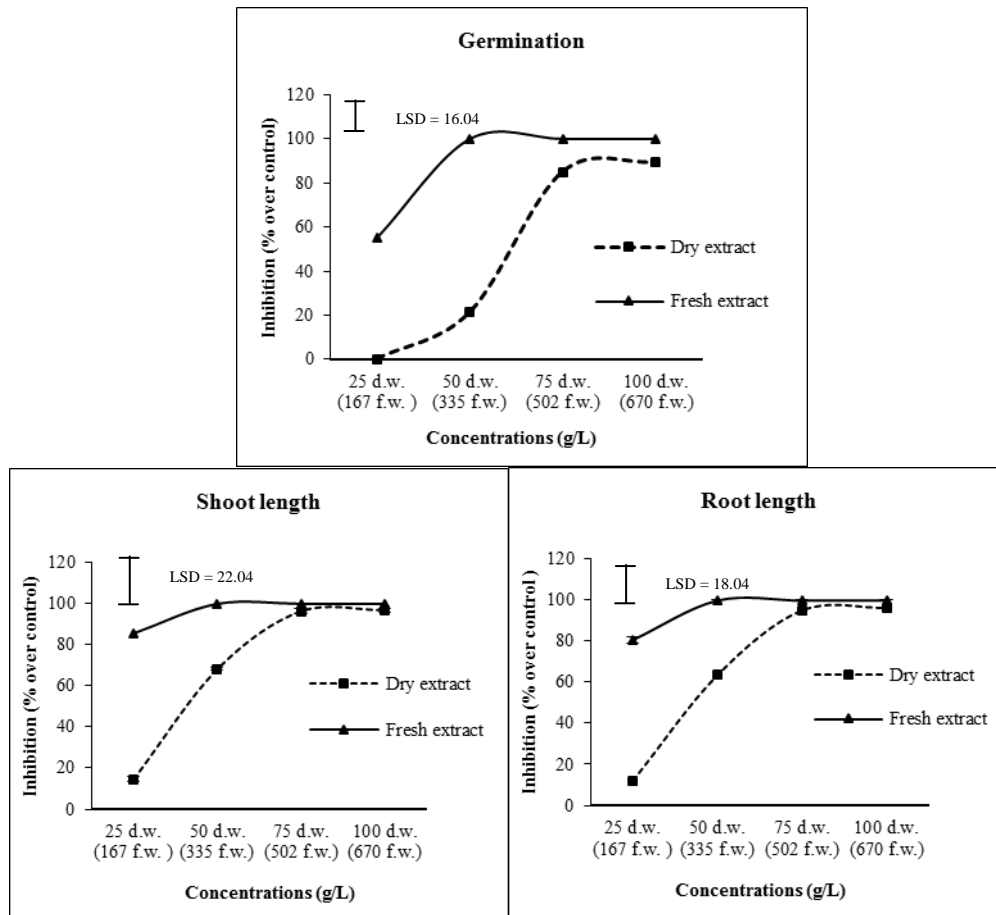 Germination
Inhibition (% over control)
120
100
80
60
40
20
0
LSD = 16.04
Dry extract
Fresh extract
25 d.w. 50 d.w. 75 d.w. 100 d.w.
(167 f.w. ) (335 f.w.) (502 f.w.) (670 f.w.)
Concentrations (g/L)
Shoot length
Inhibition (% over control)
120
100
80
60
40
20
0
LSD = 22.04
Dry extract
Fresh extract
25 d.w. 50 d.w. 75 d.w. 100 d.w.
(167 f.w. ) (335 f.w.) (502 f.w.) (670 f.w.)
Concentrations (g/L)
Root length
Inhibition (% over control )
120
100
80
60
40
20
0
LSD = 18.04
Dry extract
Fresh extract
25 d.w. 50 d.w. 75 d.w. 100 d.w.
(167 f.w. ) (335 f.w.) (502 f.w.) (670 f.w.)
Concentrations (g/L)